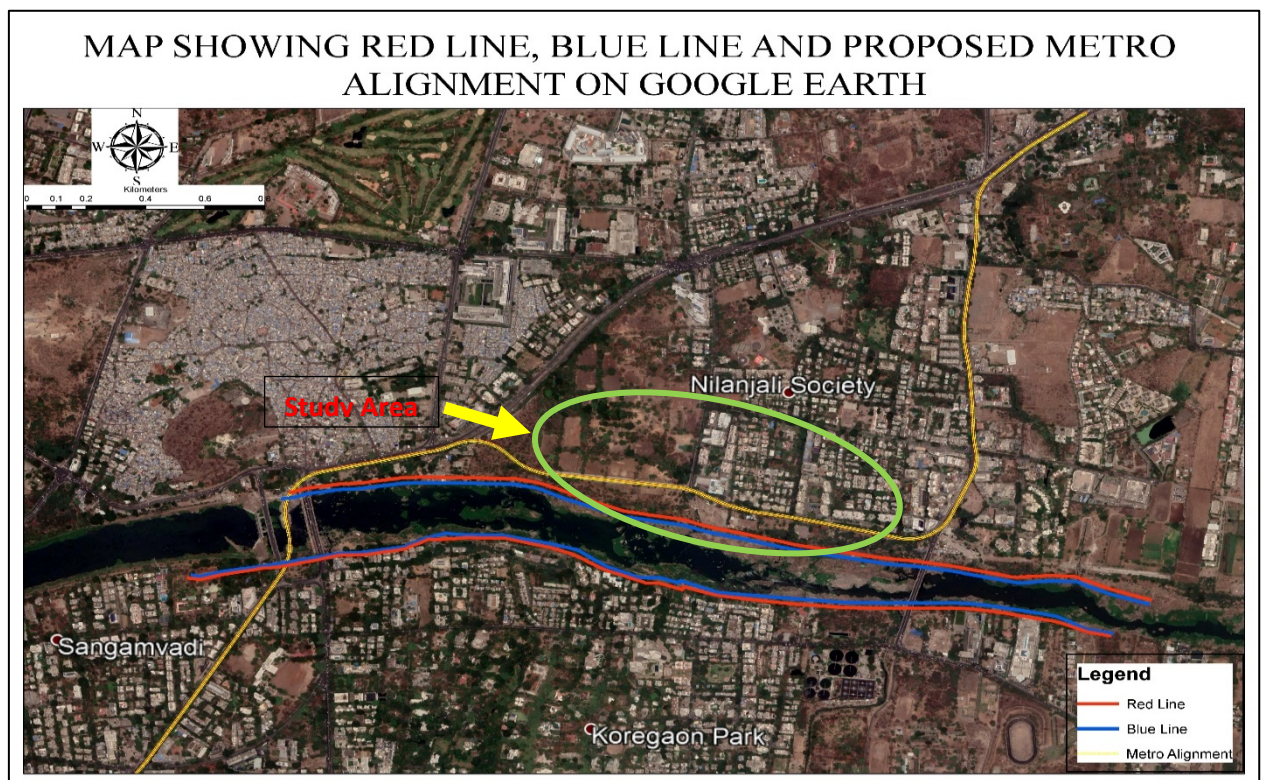 MAP SHOWING RED LINE, BLUE LINE AND PROPOSED METRO
ALIGNMENT ON GOOGLE EARTH
N
W E
S
Kilometers
0 0.1 0.2 0.4 0.6 0.
Study Area
Nilanjali Society
Sangamvadi
Koregaon Park
Legend
Red Line
Blue Line
Metro Alignment